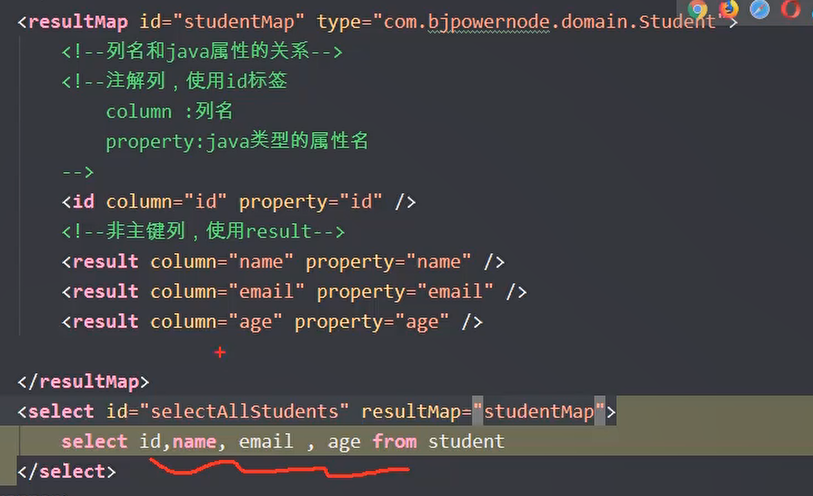 <resultMap id="studentMap" type="com.bjpowernode.domain.Student">
<!--列名和java属性的关系-->
<!--注解列，使用id标签
column :列名
property:java类型的属性名
-->
<id column="id" property="id" />
<!--非主键列，使用result-->
<result column="name" property="name" />
<result column="email" property="email" />
<result column="age" property="age" />
</resultMap>
<select id="selectAllStudents" resultMap="studentMap">
select id,name, email , age from student
</select>